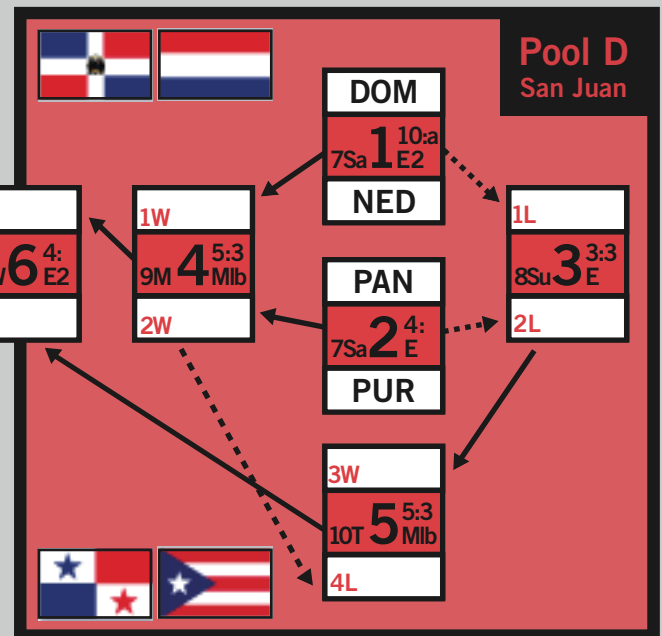 Pool D
San Juan
DOM
7Sa 1 10:a
E2
NED
1W
9M 4 5:3
Mlb
2W
1L
8Su 3 3:3
E
2L
PAN
7Sa 2 4:
E
PUR
6 4:
E2
3W
10T 5 5:3
Mlb
4L